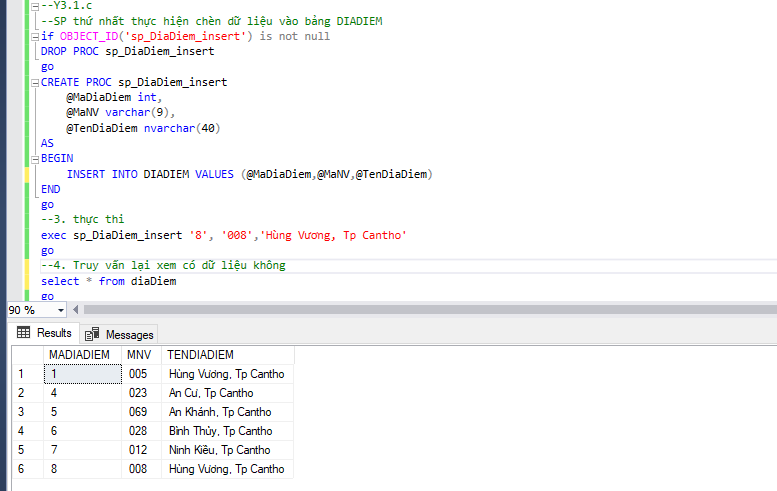 --Y3.1.c
--SP thứ nhất thực hiện chèn dữ liệu vào bảng DIADIEM
if OBJECT_ID('sp_DiaDiem_insert') is not null
DROP PROC sp_DiaDiem_insert
go
CREATE PROC sp_DiaDiem_insert
@MaDiaDiem int,
@MaNV varchar(9),
@TenDiaDiem nvarchar(40)
AS
BEGIN
INSERT INTO DIADIEM VALUES (@MaDiaDiem,@MaNV,@TenDiaDiem)
END
go
--3. thực thi
exec sp_DiaDiem_insert '8', '008','Hùng Vương, Tp Cantho'
go
--4. Truy vấn lại xem có dữ liệu không
select * from diaDiem
go
90 %
Results Messages
MADIADIEM MNV TENDIADIEM
1 1 005 Hùng Vương, Tp Cantho
2 4 023 An Cư, Tp Cantho
3 5 069 An Khánh, Tp Cantho
4 6 028 Bình Thủy, Tp Cantho
5 7 012 Ninh Kiều, Tp Cantho
6 8 008 Hùng Vương, Tp Cantho